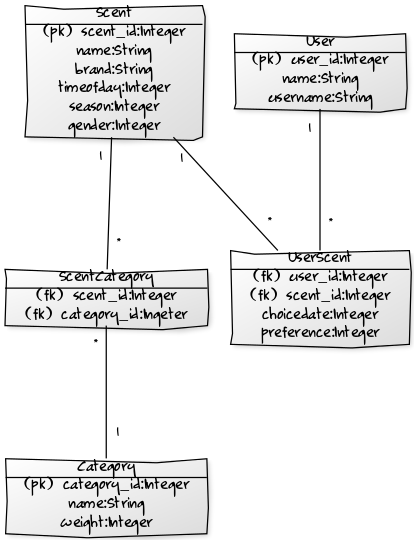 Scent
(pk) scent_id:Integer
name:String
brand:String
timeofday:Integer
season:Integer
gender:Integer
User
(pk) user_id:Integer
name:String
username:String
1
1
1
*
*
*
ScentCategory
(fk) scent_id:Integer
(fk) category_id:Ingeter
UserScent
(fk) user_id:Integer
(fk) scent_id:Integer
choicedate:Integer
preference:Integer
*
1
Category
(pk) category_id:Integer
name:String
weight:Integer